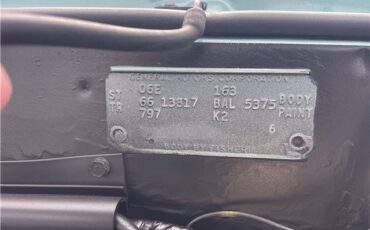 GENERAL MOTORS CORPORATION
06E 163
ST 66 13817 BAL 5375 BODY
TR 797 K2 PAINT
6
BODY BY FISHER